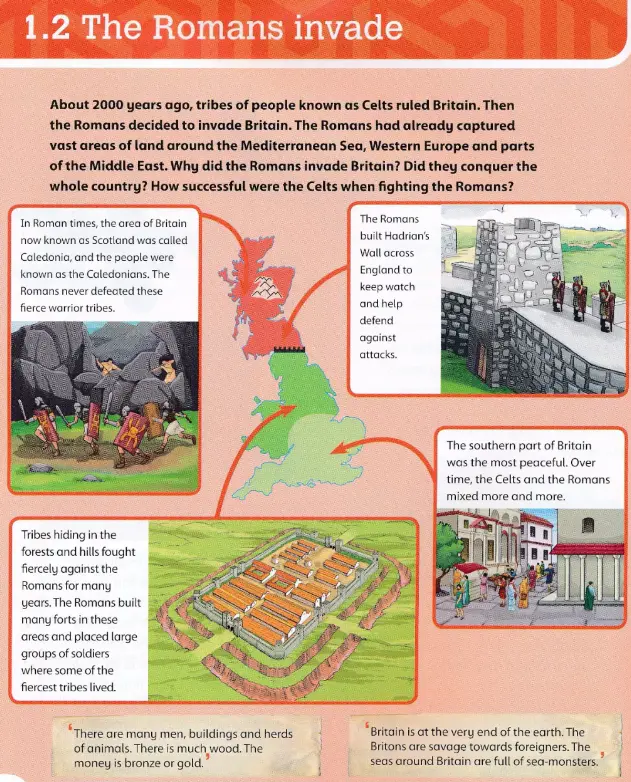 1.2 The Romans invade
About 2000 years ago, tribes of people known as Celts ruled Britain. Then
the Romans decided to invade Britain. The Romans had already captured
vast areas of land around the Mediterranean Sea, Western Europe and parts
of the Middle East. Why did the Romans invade Britain? Did they conquer the
whole country? How successful were the Celts when fighting the Romans?
In Roman times, the area of Britain
now known as Scotland was called
Caledonia, and the people were
known as the Caledonians. The
Romans never defeated these
fierce warrior tribes.
The Romans
built Hadrian's
Wall across
England to
keep watch
and help
defend
against
attacks.
The southern part of Britain
was the most peaceful. Over
time, the Celts and the Romans
mixed more and more.
Tribes hiding in the
forests and hills fought
fiercely against the
Romans for many
years. The Romans built
many forts in these
areas and placed large
groups of soldiers
where some of the
fiercest tribes lived.
'There are many men, buildings and herds
of animals. There is much wood. The
money is bronze or gold.'
'Britain is at the very end of the earth. The
Britons are savage towards foreigners. The
seas around Britain are full of sea-monsters.'